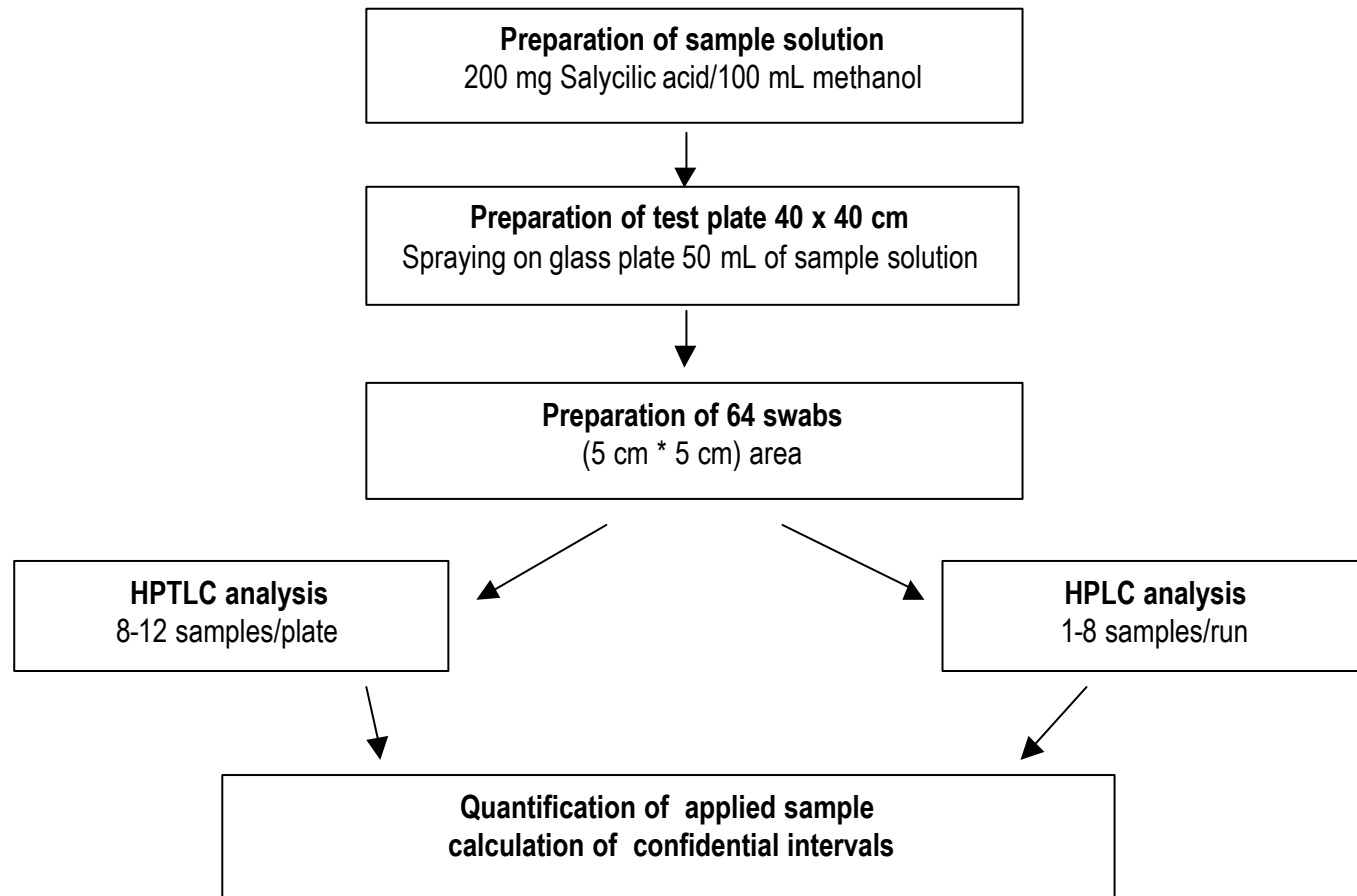 Preparation of sample solution
200 mg Salycilic acid/100 mL methanol
Preparation of test plate 40 x 40 cm
Spraying on glass plate 50 mL of sample solution
Preparation of 64 swabs
(5 cm * 5 cm) area
HPTLC analysis
8-12 samples/plate
HPLC analysis
1-8 samples/run
Quantification of applied sample
calculation of confidential intervals